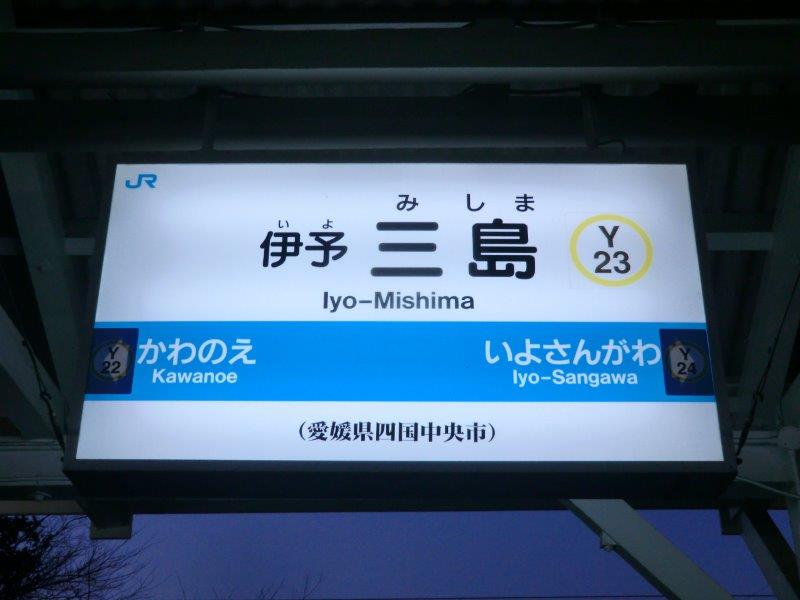 JR
み し ま
い よ
伊予 三 島
Y
23
Iyo-Mishima
Y
22
かわのえ
Kawanoe
いよさんがわ
Iyo-Sangawa
Y
24
(愛媛県四国中央市)